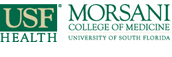 USF
HEALTH
MORSANI
COLLEGE OF MEDICINE
UNIVERSITY OF SOUTH FLORIDA